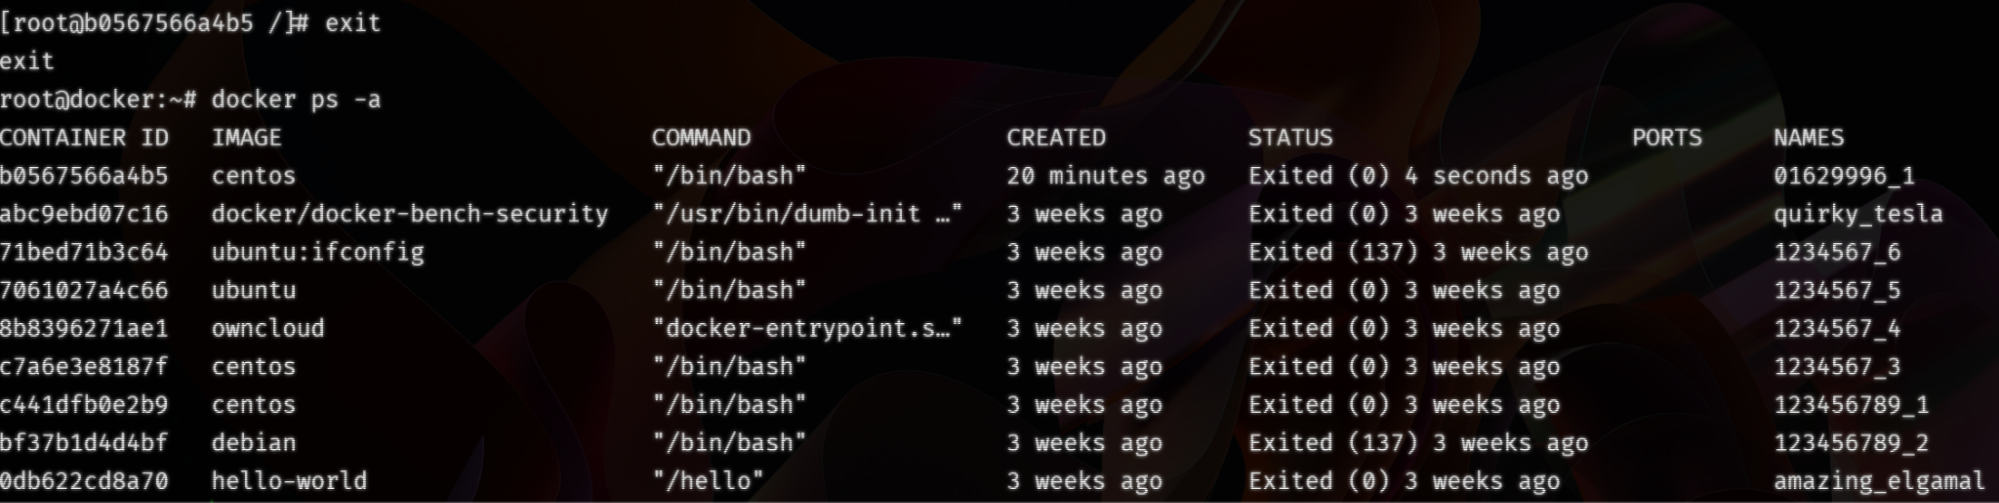 [root@b0567566a4b5 /]# exit
exit
root@docker:~# docker ps -a
CONTAINER ID   IMAGE                          COMMAND                  CREATED          STATUS                     PORTS     NAMES
b0567566a4b5   centos                         "/bin/bash"              20 minutes ago   Exited (0) 4 seconds ago             01629996_1
abc9ebd07c16   docker/docker-bench-security   "/usr/bin/dumb-init …"   3 weeks ago      Exited (0) 3 weeks ago               quirky_tesla
71bed71b3c64   ubuntu:ifconfig                "/bin/bash"              3 weeks ago      Exited (137) 3 weeks ago             1234567_6
7061027a4c66   ubuntu                         "/bin/bash"              3 weeks ago      Exited (0) 3 weeks ago               1234567_5
8b8396271ae1   owncloud                       "docker-entrypoint.s…"   3 weeks ago      Exited (0) 3 weeks ago               1234567_4
c7a6e3e8187f   centos                         "/bin/bash"              3 weeks ago      Exited (0) 3 weeks ago               1234567_3
c441dfb0e2b9   centos                         "/bin/bash"              3 weeks ago      Exited (0) 3 weeks ago               123456789_1
bf37b1d4d4bf   debian                         "/bin/bash"              3 weeks ago      Exited (137) 3 weeks ago             123456789_2
0db622cd8a70   hello-world                    "/hello"                 3 weeks ago      Exited (0) 3 weeks ago               amazing_elgamal